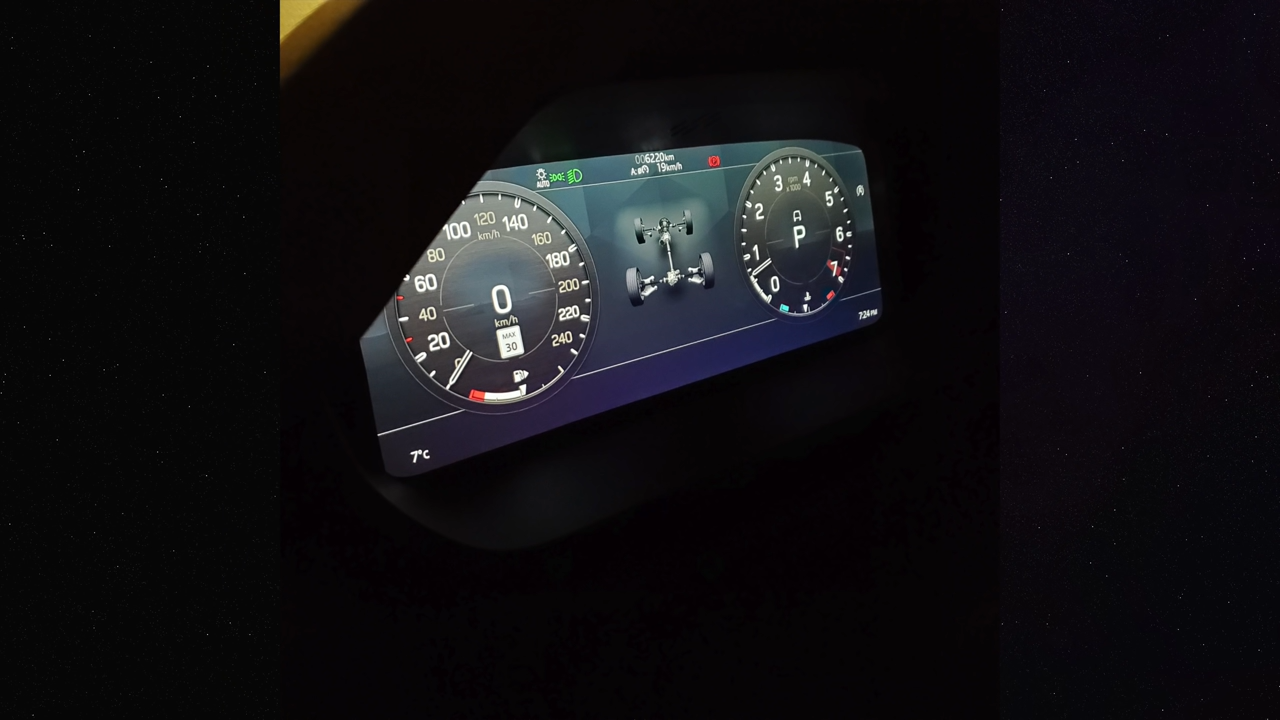 006220km
A:⌀ 19km/h
AUTO
20
40
60
80
100
120
140
160
180
200
220
240
km/h
0
km/h
MAX
30
0
1
2
3
4
5
6
7
rpm
x 1000
A
P
7:24 PM
7°C